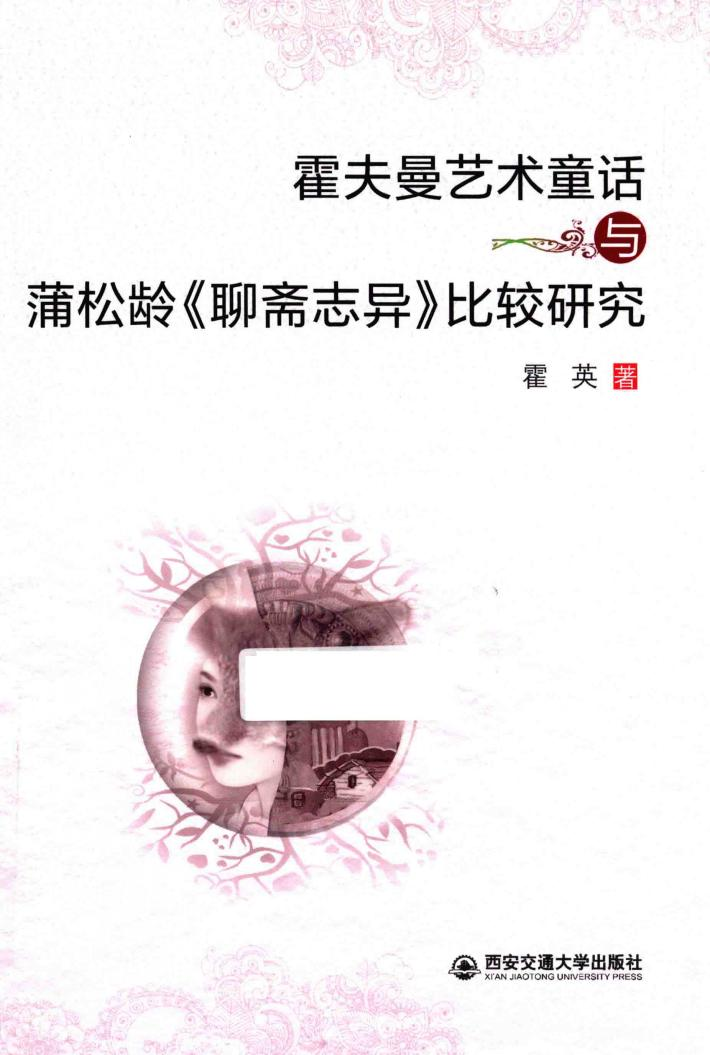 霍夫曼艺术童话
与
蒲松龄《聊斋志异》比较研究
霍 英 著
西安交通大学出版社
XI'AN JIAOTONG UNIVERSITY PRESS